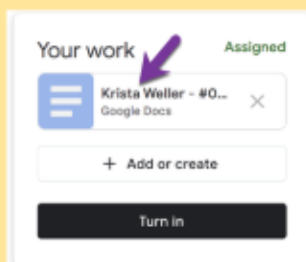 Your work
Assigned
Krista Weller - #0...
Google Docs
+ Add or create
Turn in